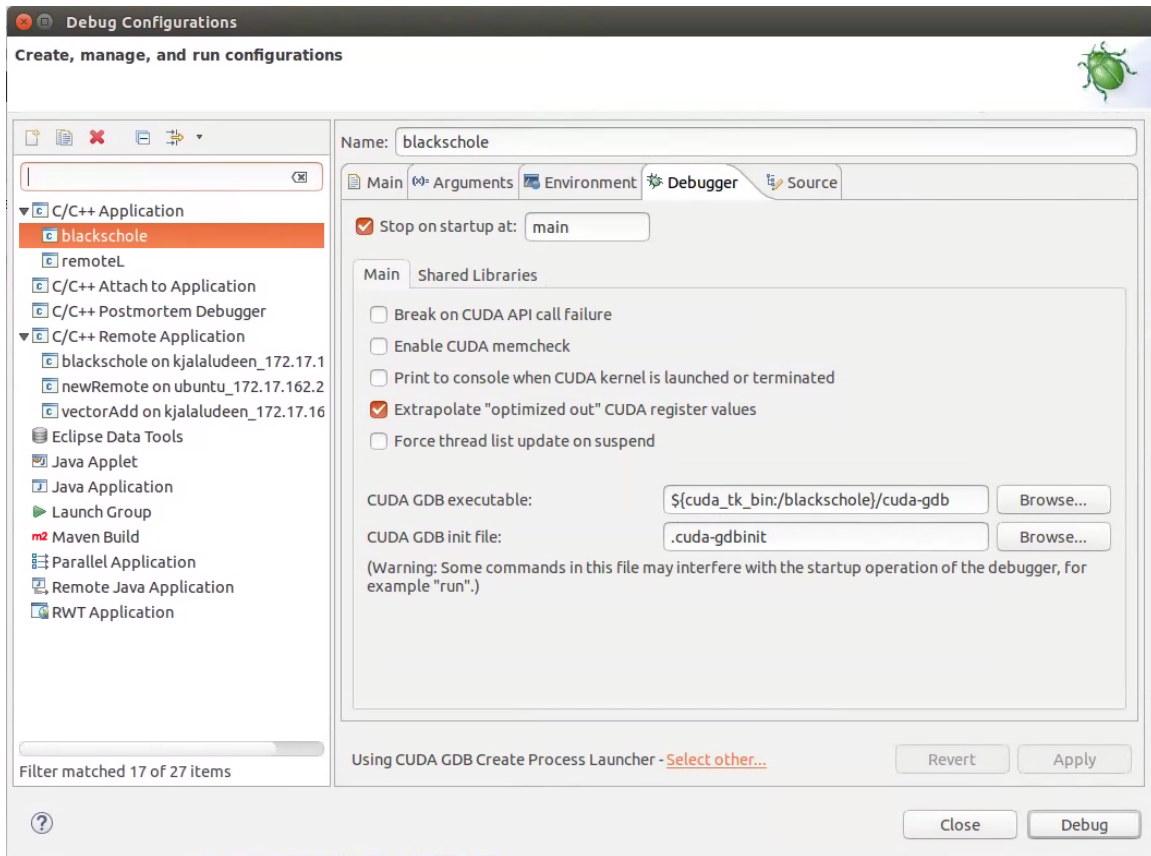 Debug Configurations
Create, manage, and run configurations
C/C++ Application
blackschole
remoteL
C/C++ Attach to Application
C/C++ Postmortem Debugger
C/C++ Remote Application
blackschole on kjalaludeen_172.17.1
newRemote on ubuntu_172.17.162.2
vectorAdd on kjalaludeen_172.17.16
Eclipse Data Tools
Java Applet
Java Application
Launch Group
m2 Maven Build
Parallel Application
Remote Java Application
RWT Application
Filter matched 17 of 27 items
Name: blackschole
Main (x)= Arguments Environment Debugger Source
Stop on startup at: main
Main Shared Libraries
Break on CUDA API call failure
Enable CUDA memcheck
Print to console when CUDA kernel is launched or terminated
Extrapolate "optimized out" CUDA register values
Force thread list update on suspend
CUDA GDB executable: ${cuda_tk_bin:/blackschole}/cuda-gdb Browse...
CUDA GDB init file: .cuda-gdbinit Browse...
(Warning: Some commands in this file may interfere with the startup operation of the debugger, for
example "run".)
Using CUDA GDB Create Process Launcher - Select other... Revert Apply
? Close Debug